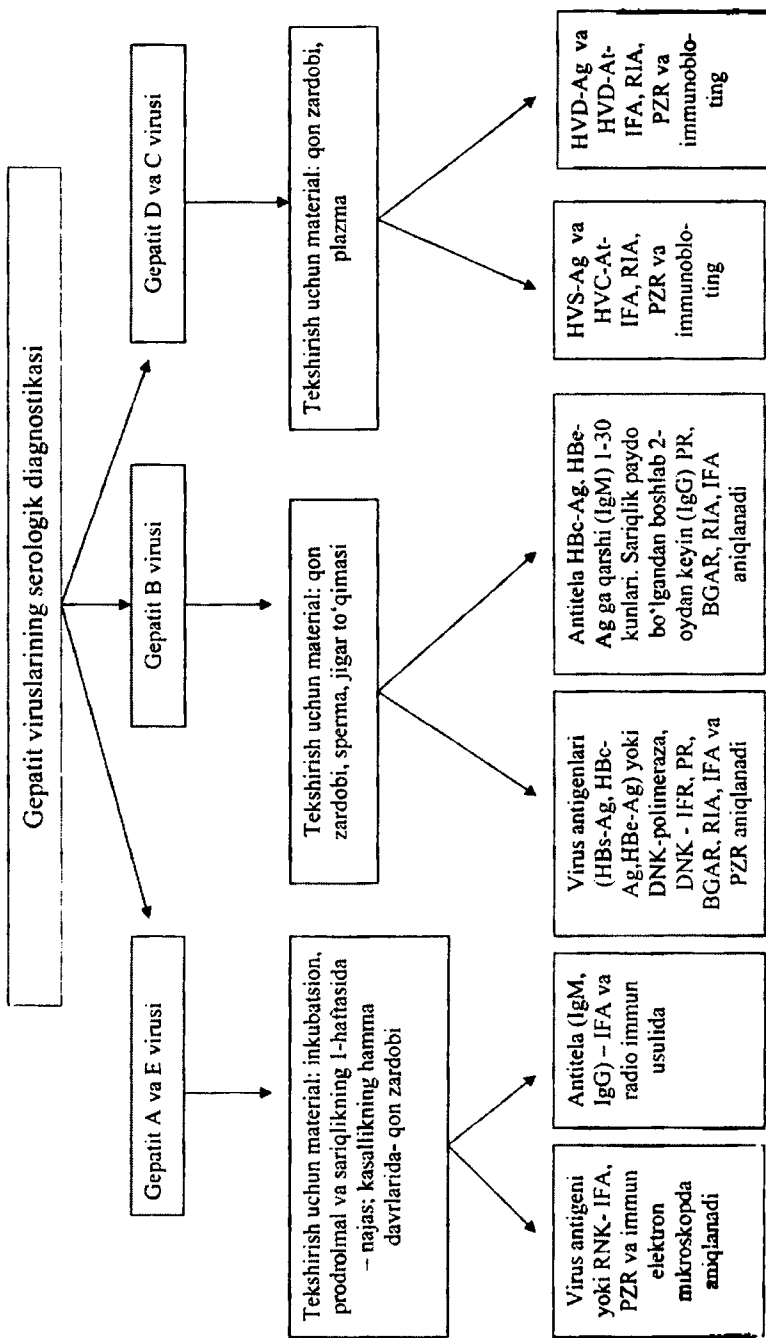 Gepatit viruslarining serologik diagnostikasi
Gepatit A va E virusi
Gepatit B virusi
Gepatit D va C virusi
Tekshirish uchun material: inkubatsion,
prodrolmal va sariqlikning 1-haftasida
– najas; kasallikning hamma
davrlarida- qon zardobi
Tekshirish uchun material: qon
zardobi, sperma, jigar to‘qimasi
Tekshirish uchun material: qon zardobi,
plazma
Virus antigeni
yoki RNK- IFA,
PZR va immun
elektron
mikroskopda
aniqlanadi
Antitela (IgM,
IgG) – IFA va
radio immun
usulida
Virus antigenlari
(HBs-Ag, HBc-
Ag,HBe-Ag) yoki
DNK-polimeraza,
DNK - IFR, PR,
BGAR, RIA, IFA va
PZR aniqlanadi
Antitela HBc-Ag, HBe-
Ag ga qarshi (IgM) 1-30
kunlari. Sariqlik paydo
bo‘lgandan boshlab 2-
oydan keyin (IgG) PR,
BGAR, RIA, IFA
aniqlanadi
HVS-Ag va
HVC-At-
IFA, RIA,
PZR va
immunoblo-
ting
HVD-Ag va
HVD-At-
IFA, RIA,
PZR va
immunoblo-
ting